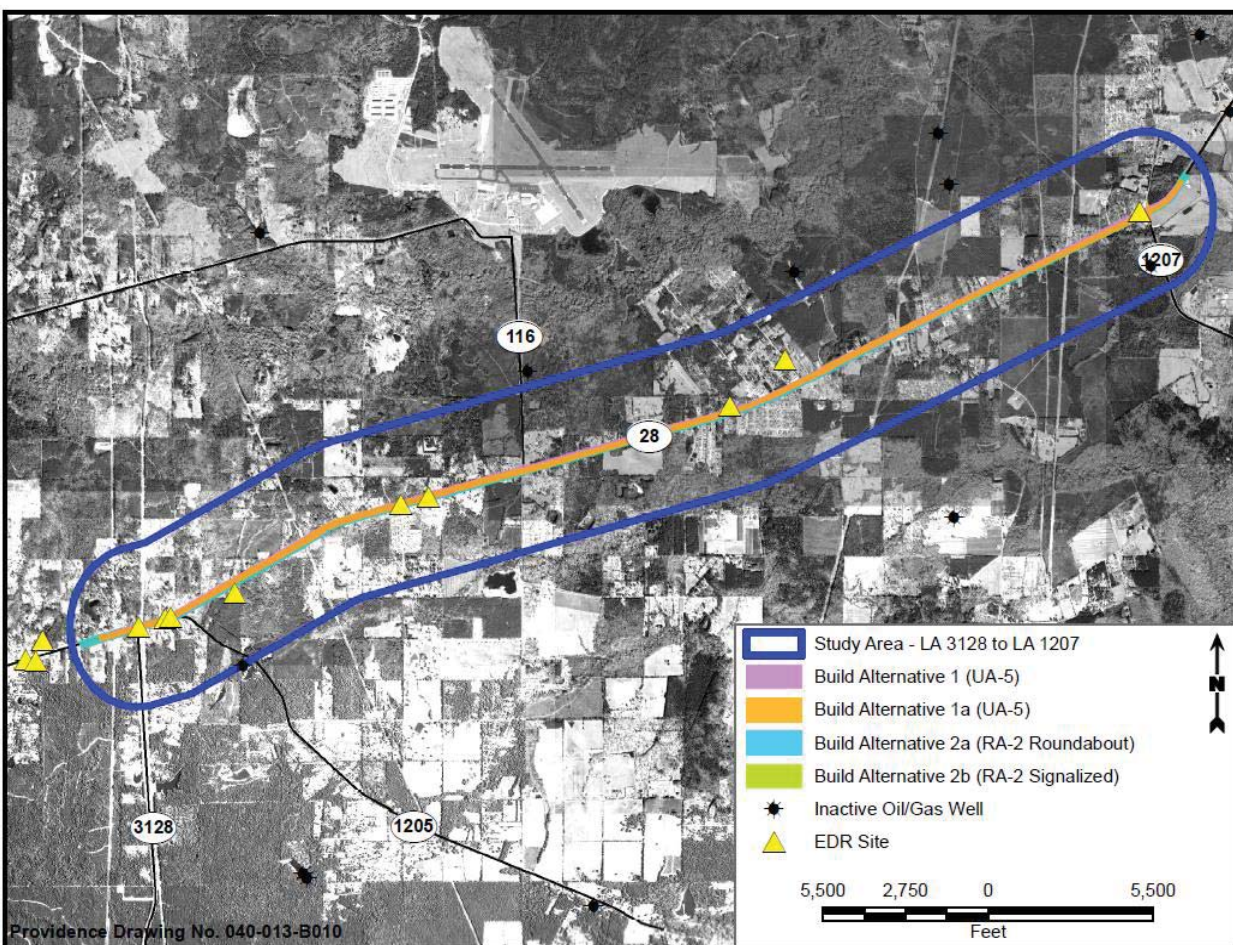 1207
116
28
3128
1205
Study Area - LA 3128 to LA 1207
Build Alternative 1 (UA-5)
Build Alternative 1a (UA-5)
Build Alternative 2a (RA-2 Roundabout)
Build Alternative 2b (RA-2 Signalized)
Inactive Oil/Gas Well
EDR Site
N
5,500 2,750 0 5,500
Feet
Providence Drawing No. 040-013-B010